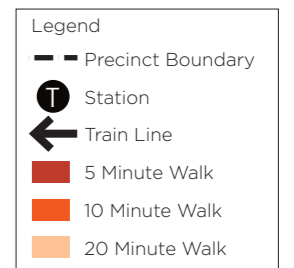 Legend
Precinct Boundary
T Station
Train Line
5 Minute Walk
10 Minute Walk
20 Minute Walk